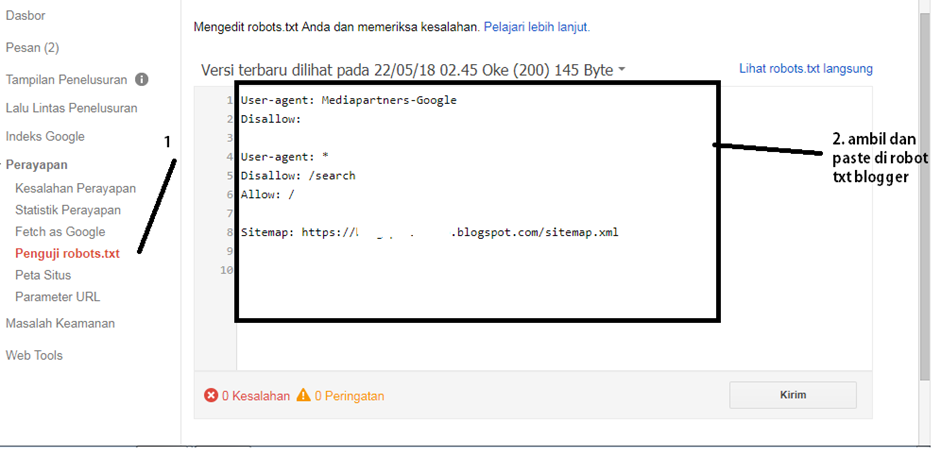 Dasbor
Pesan (2)
Tampilan Penelusuran
Lalu Lintas Penelusuran
Indeks Google
Perayapan
Kesalahan Perayapan
Statistik Perayapan
Fetch as Google
Penguji robots.txt
Peta Situs
Parameter URL
Masalah Keamanan
Web Tools
1
Mengedit robots.txt Anda dan memeriksa kesalahan. Pelajari lebih lanjut.
Versi terbaru dilihat pada 22/05/18 02.45 Oke (200) 145 Byte
Lihat robots.txt langsung
1 User-agent: Mediapartners-Google
2 Disallow:
3
4 User-agent: *
5 Disallow: /search
6 Allow: /
7
8 Sitemap: https:// .blogspot.com/sitemap.xml
9
10
2. ambil dan
paste di robot
txt blogger
0 Kesalahan 0 Peringatan
Kirim